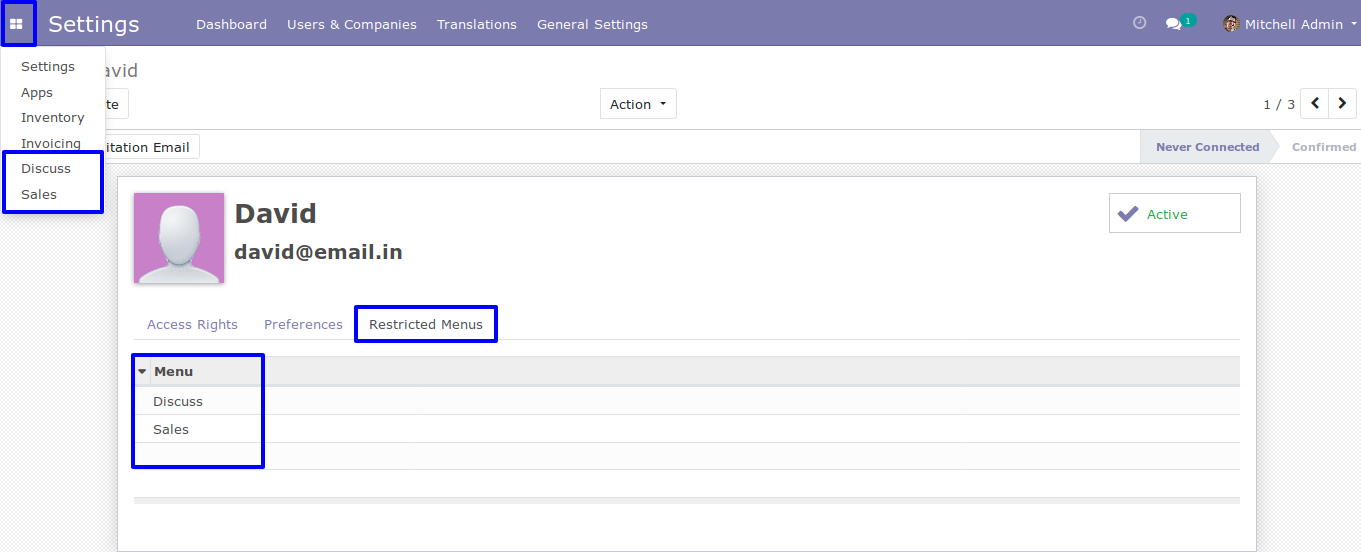 Settings Dashboard Users & Companies Translations General Settings 1 Mitchell Admin
Settings
Apps
Inventory
Invoicing
Discuss
Sales
avid
te Action 1 / 3
itation Email Never Connected Confirmed
David
david@email.in
Active
Access Rights Preferences Restricted Menus
Menu
Discuss
Sales